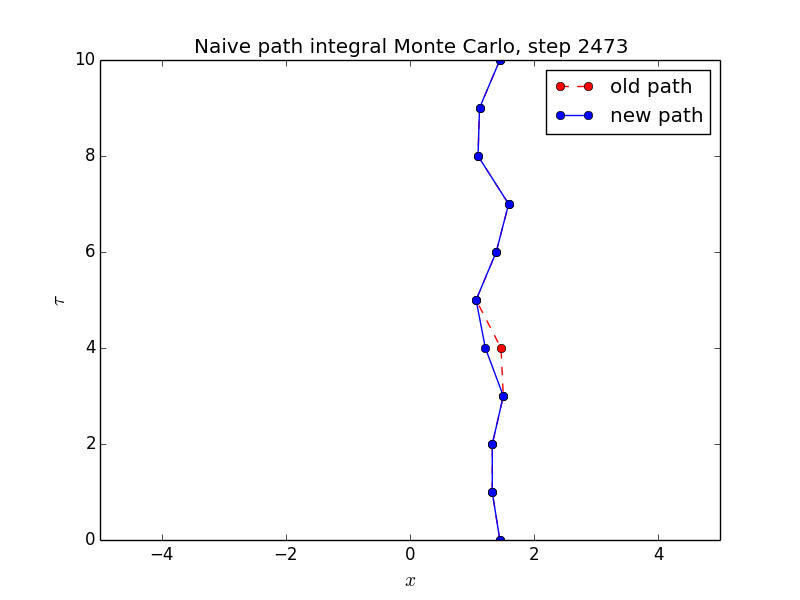 Naive path integral Monte Carlo, step 2473
old path
new path
10
8
6
4
2
0
τ
−4 −2 0 2 4
x